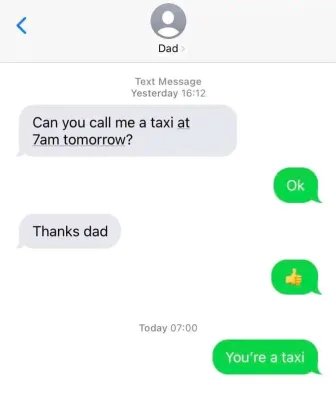 Dad
Text Message
Yesterday 16:12
Can you call me a taxi at
7am tomorrow?
Ok
Thanks dad
👍
Today 07:00
You're a taxi